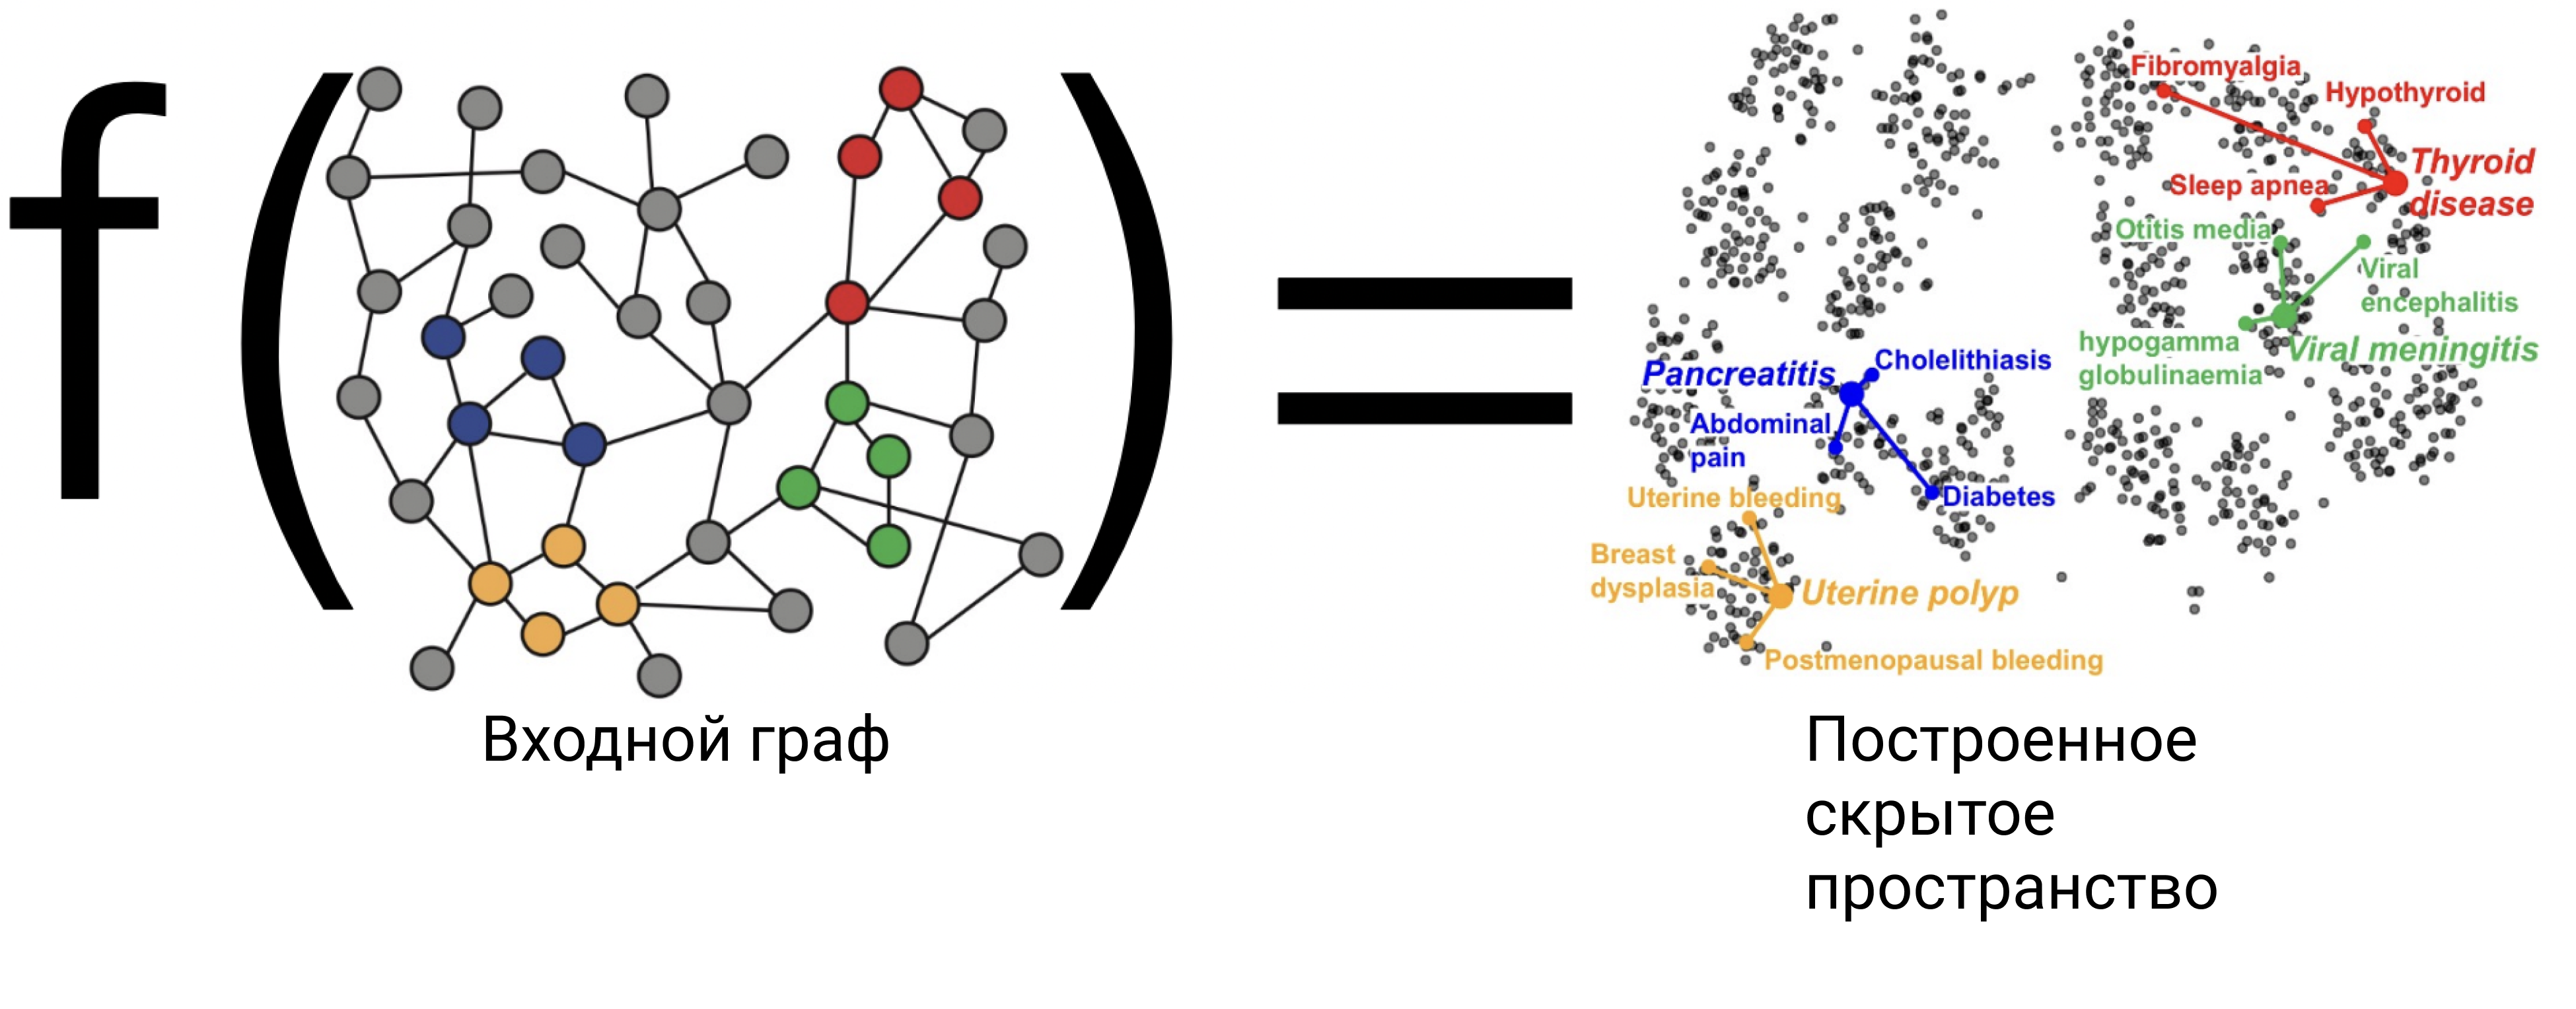 f ( ) =
Fibromyalgia
Hypothyroid
Thyroid
disease
Sleep apnea
Otitis media
Viral
encephalitis
hypogamma
globulinaemia
Viral meningitis
Pancreatitis
Cholelithiasis
Abdominal
pain
Diabetes
Uterine bleeding
Breast
dysplasia
Uterine polyp
Postmenopausal bleeding
Входной граф
Построенное
скрытое
пространство